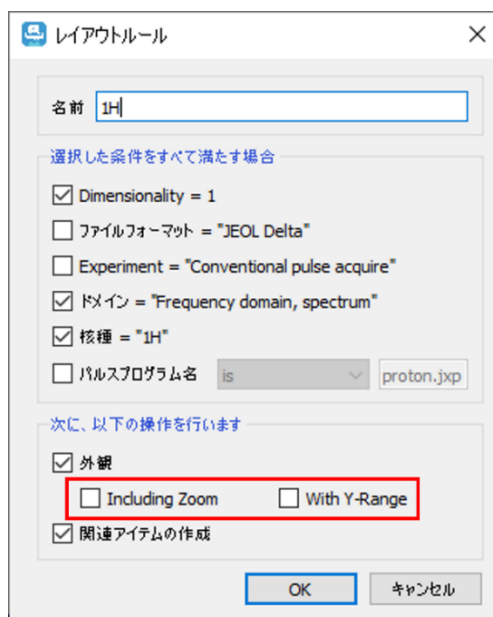 レイアウトルール
名前 1H
選択した条件をすべて満たす場合
Dimensionality = 1
ファイルフォーマット = "JEOL Delta"
Experiment = "Conventional pulse acquire"
ドメイン = "Frequency domain, spectrum"
核種 = "1H"
パルスプログラム名 is proton.jxp
次に、以下の操作を行います
外観
Including Zoom With Y-Range
関連アイテムの作成
OK キャンセル